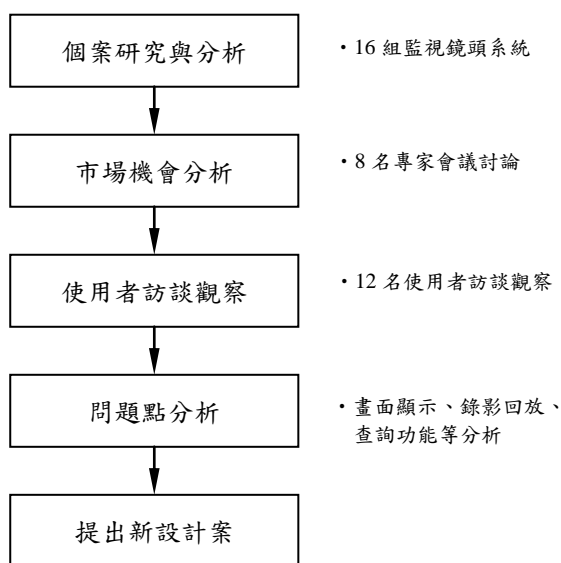 個案研究與分析
・16 組監視鏡頭系統
市場機會分析
・8 名專家會議討論
使用者訪談觀察
・12 名使用者訪談觀察
問題點分析
・畫面顯示、錄影回放、
查詢功能等分析
提出新設計案